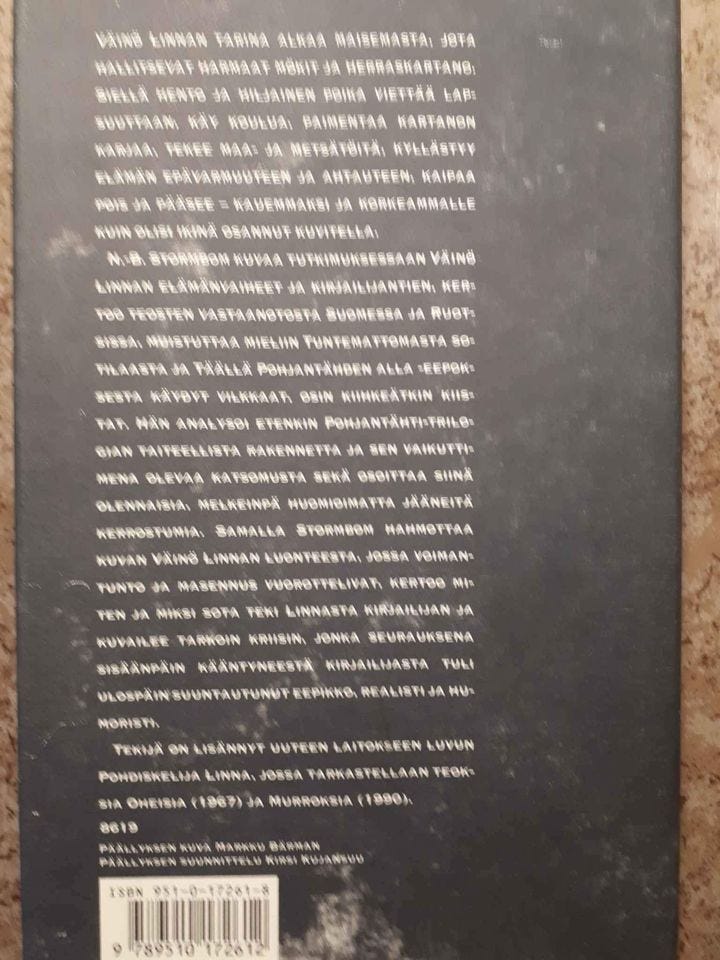 VÄINÖ LINNAN TARINA ALKAA MAISEMASTA, JOTA
HALLITSEVAT HARMAAT MÖKIT JA HERRASKARTANO.
SIELLÄ HENTO JA HILJAINEN POIKA VIETTÄÄ LAP-
SUUTTAAN, KÄY KOULUA, PAIMENTAA KARTANON
KARJAA, TEKEE MAA- JA METSÄTÖITÄ, KYLLÄSTYY
ELÄMÄN EPÄVARMUUTEEN JA AHTAUTEEN, KAIPAA
POIS JA PÄÄSEE – KAUEMMAKSI JA KORKEAMMALLE
KUIN OLISI IKINÄ OSANNUT KUVITELLA.
N.-B. STORMBOM KUVAA TUTKIMUKSESSAAN VÄINÖ
LINNAN ELÄMÄNVAIHEET JA KIRJAILIJANTIEN, KER-
TOO TEOSTEN VASTAANOTOSTA SUOMESSA JA RUOT-
SISSA, MUISTUTTAA MIELIIN TUNTEMATTOMASTA SO-
TILAASTA JA TÄÄLLÄ POHJANTÄHDEN ALLA -EEPOK-
SESTA KÄYDYT VILKKAAT, OSIN KIIHKEÄTKIN KIIS-
TAT. HÄN ANALYSOI ETENKIN POHJANTÄHTI-TRILO-
GIAN TAITEELLISTA RAKENNETTA JA SEN VAIKUTTI-
MENA OLEVAA KATSOMUSTA SEKÄ OSOITTAA SIINÄ
OLENNAISIA, MELKEINPÄ HUOMIOIMATTA JÄÄNEITÄ
KERROSTUMIA. SAMALLA STORMBOM HAHMOTTAA
KUVAN VÄINÖ LINNAN LUONTEESTA, JOSSA VOIMAN-
TUNTO JA MASENNUS VUOROTTELIVAT, KERTOO MI-
TEN JA MIKSI SOTA TEKI LINNASTA KIRJAILIJAN JA
KUVAILEE TARKOIN KRIISIN, JONKA SEURAUKSENA
SISÄÄNPÄIN KÄÄNTYNEESTÄ KIRJAILIJASTA TULI
ULOSPÄIN SUUNTAUTUNUT EEPIKKO, REALISTI JA HU-
MORISTI.
TEKIJÄ ON LISÄNNYT UUTEEN LAITOKSEEN LUVUN
POHDISKELIJA LINNA, JOSSA TARKASTELLAAN TEOK-
SIA OHEISIA (1967) JA MURROKSIA (1990).
8619
PÄÄLLYKSEN KUVA MARKKU BÄRMAN
PÄÄLLYKSEN SUUNNITTELU KIRSI KUJANSUU
ISBN 951-0-17261-8
9 789510 172612